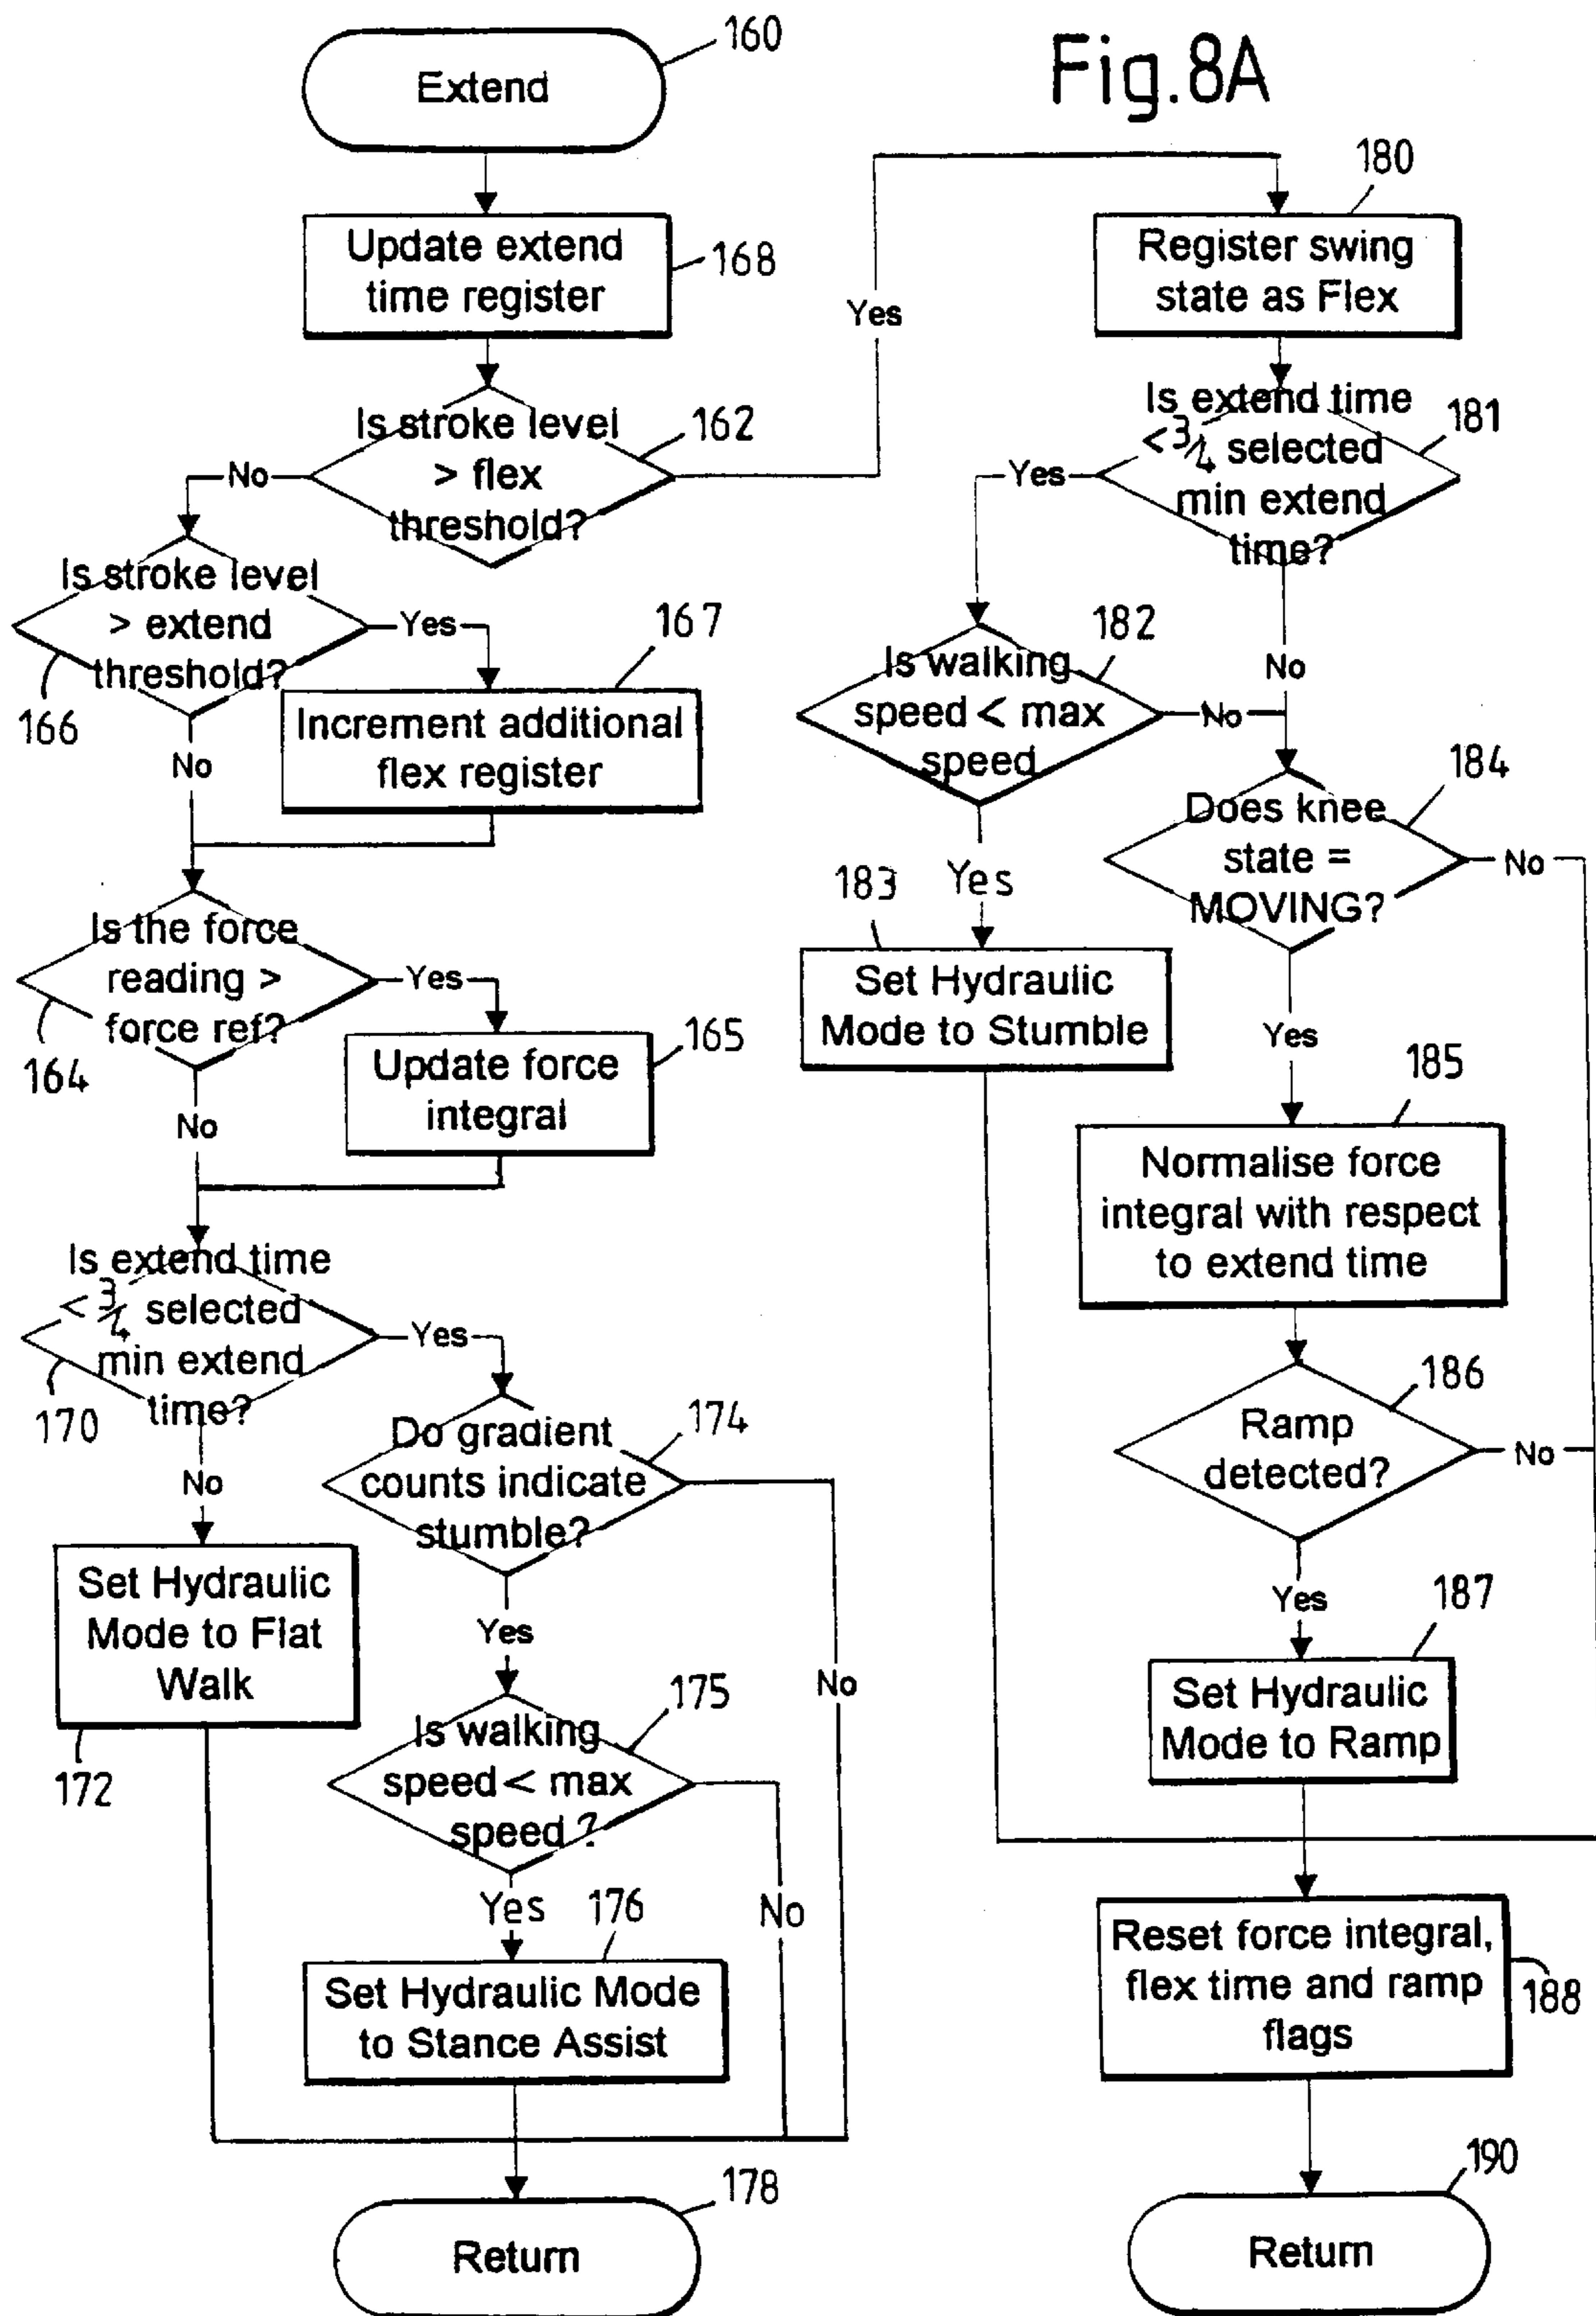 Fig.8A
160
Extend
Update extend
time register
168
Is stroke level
> flex
threshold?
162
Yes
No
Is stroke level
> extend
threshold?
166
Yes
167
Increment additional
flex register
No
Is the force
reading >
force ref?
164
Yes
165
Update force
integral
No
Is extend time
< 3/4 selected
min extend
time?
170
Yes
No
Set Hydraulic
Mode to Flat
Walk
172
Do gradient
counts indicate
stumble?
174
Yes
No
Is walking
speed < max
speed ?
175
Yes
No
176
Set Hydraulic Mode
to Stance Assist
178
Return
180
Register swing
state as Flex
Is extend time
< 3/4 selected
min extend
time?
181
Yes
No
Is walking
speed < max
speed
182
No
Yes
183
Set Hydraulic
Mode to Stumble
Does knee
state =
MOVING?
184
No
Yes
185
Normalise force
integral with respect
to extend time
Ramp
detected?
186
No
Yes
187
Set Hydraulic
Mode to Ramp
Reset force integral,
flex time and ramp
flags
188
190
Return